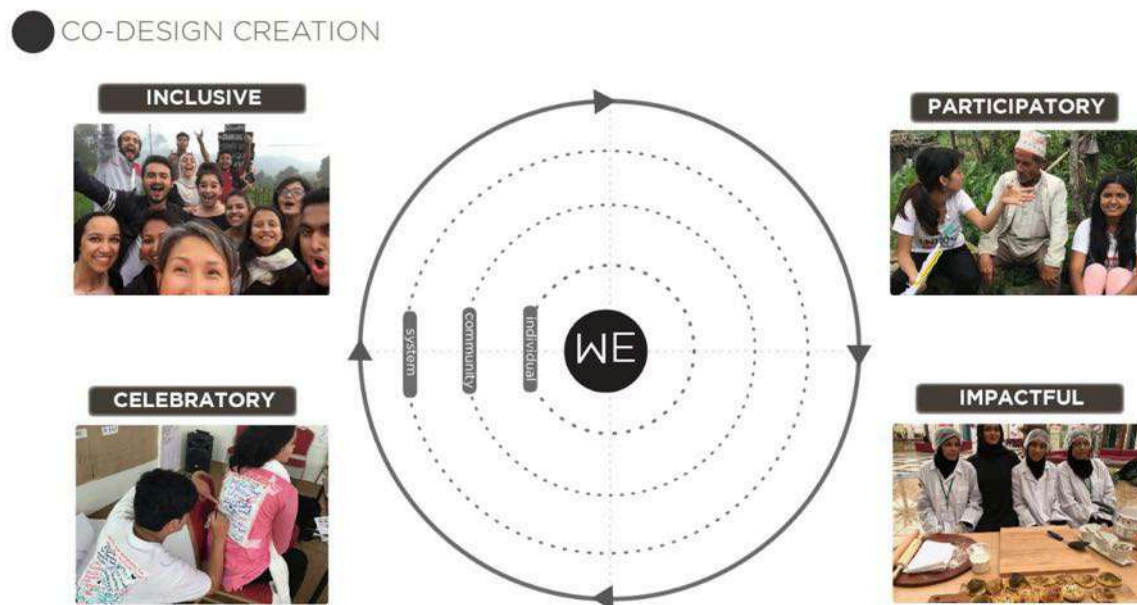 CO-DESIGN CREATION
INCLUSIVE
PARTICIPATORY
system
community
individual
WE
CELEBRATORY
IMPACTFUL